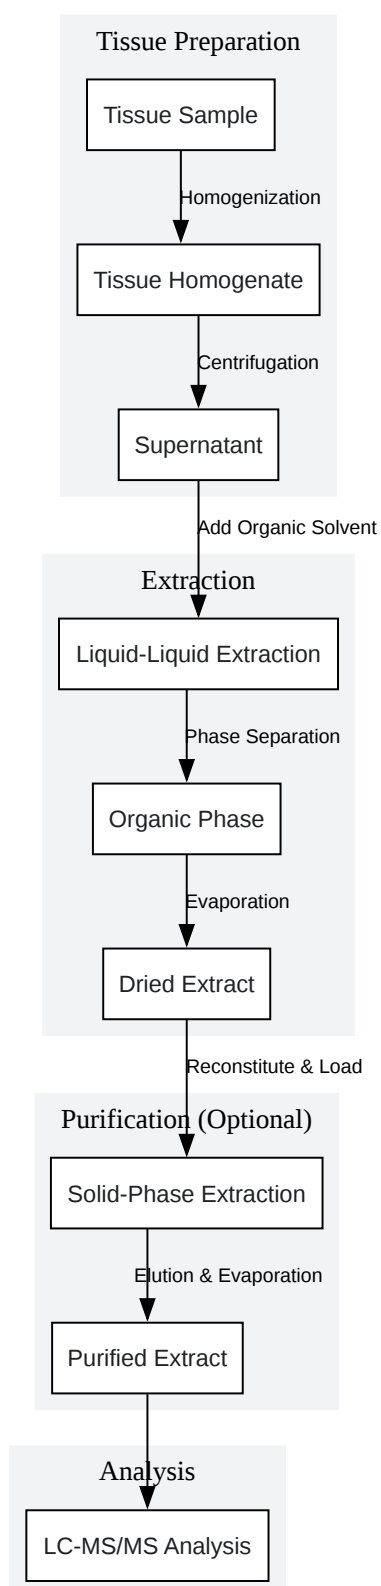 Tissue Preparation
Tissue Sample
Homogenization
Tissue Homogenate
Centrifugation
Supernatant
Add Organic Solvent
Extraction
Liquid-Liquid Extraction
Phase Separation
Organic Phase
Evaporation
Dried Extract
Reconstitute & Load
Purification (Optional)
Solid-Phase Extraction
Elution & Evaporation
Purified Extract
Analysis
LC-MS/MS Analysis